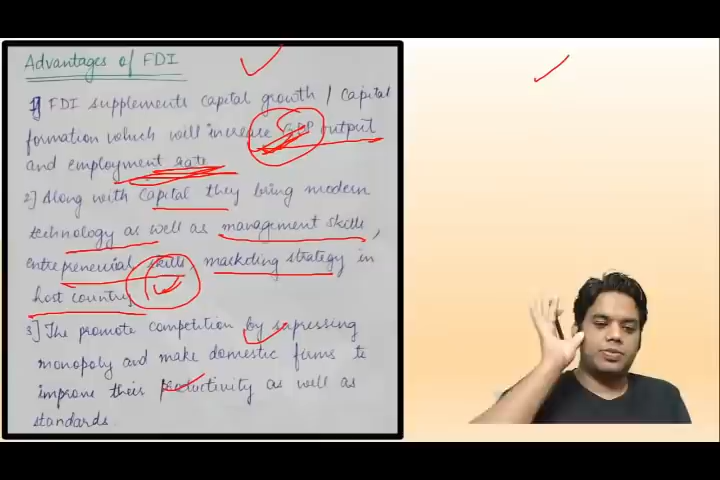 Advantages of FDI
1] FDI supplements capital growth / capital
formation which will increase GDP output
and employment rate
2] Along with capital they bring modern
technology as well as management skills,
entreprenerial skills, marketing strategy in
host country
3] The promote competition by supressing
monopoly and make domestic firms to
improve their productivity as well as
standards.